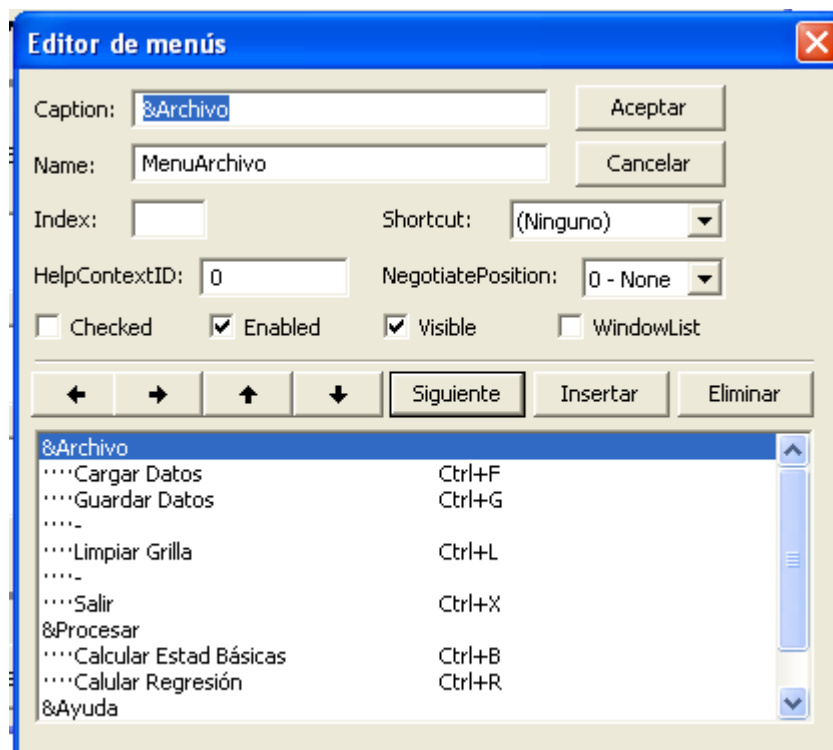 Editor de menús
Caption: &Archivo Aceptar
Name: MenuArchivo Cancelar
Index: Shortcut: (Ninguno)
HelpContextID: 0 NegotiatePosition: 0 - None
Checked Enabled Visible WindowList
Siguiente Insertar Eliminar
&Archivo
····Cargar Datos Ctrl+F
····Guardar Datos Ctrl+G
····-
····Limpiar Grilla Ctrl+L
····-
····Salir Ctrl+X
&Procesar
····Calcular Estad Básicas Ctrl+B
····Calular Regresión Ctrl+R
&Ayuda